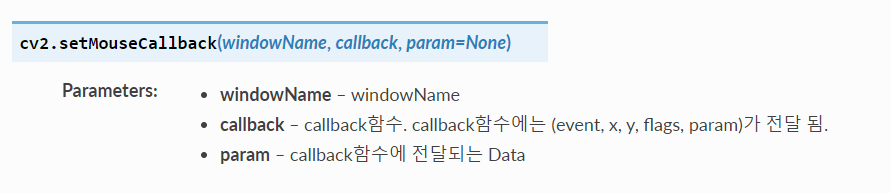 cv2.setMouseCallback(windowName, callback, param=None)
Parameters:
• windowName – windowName
• callback – callback함수. callback함수에는 (event, x, y, flags, param)가 전달 됨.
• param – callback함수에 전달되는 Data